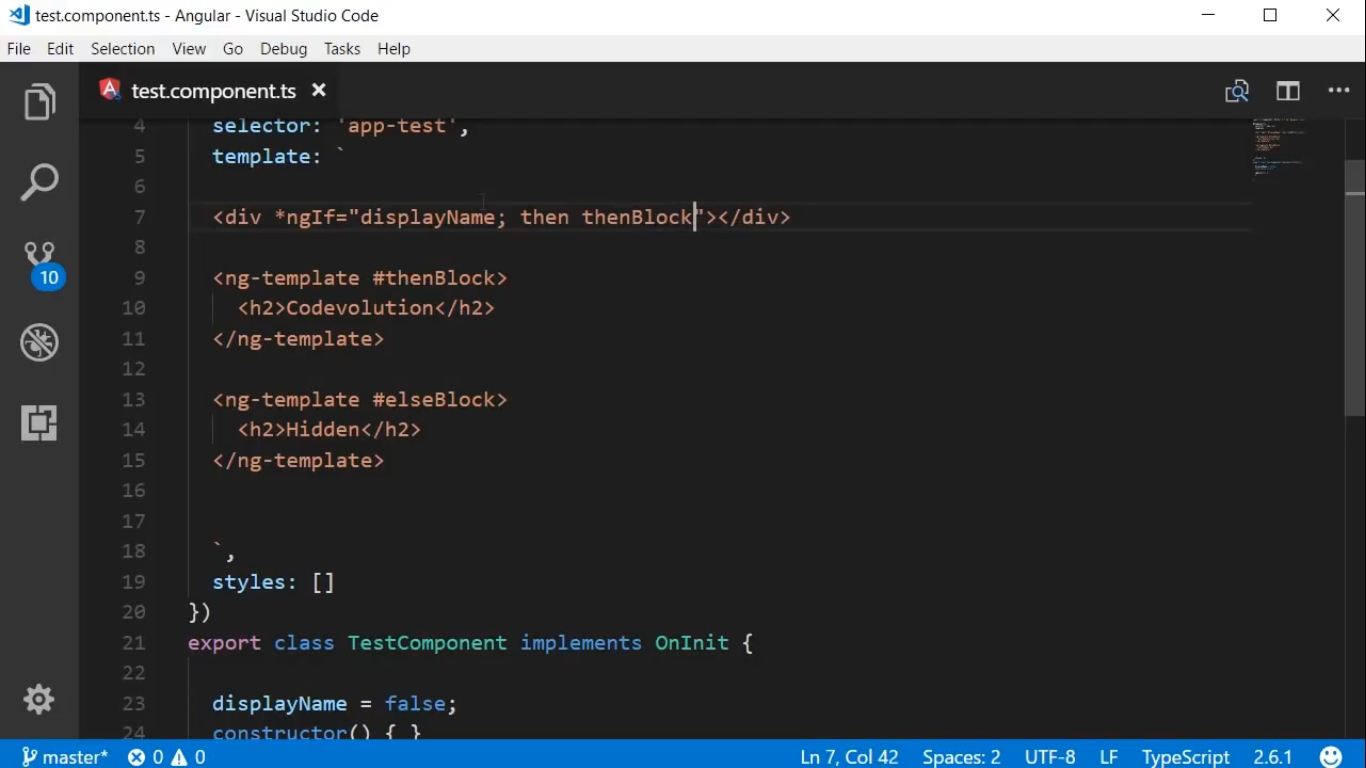 test.component.ts - Angular - Visual Studio Code
File Edit Selection View Go Debug Tasks Help
test.component.ts
4 selector: 'app-test',
5 template: `
6
7 <div *ngIf="displayName; then thenBlock"></div>
8
9 <ng-template #thenBlock>
10 <h2>Codevolution</h2>
11 </ng-template>
12
13 <ng-template #elseBlock>
14 <h2>Hidden</h2>
15 </ng-template>
16
17
18 `,
19 styles: []
20 })
21 export class TestComponent implements OnInit {
22
23 displayName = false;
24 constructor() { }
10
master* 0 0 Ln 7, Col 42 Spaces: 2 UTF-8 LF TypeScript 2.6.1